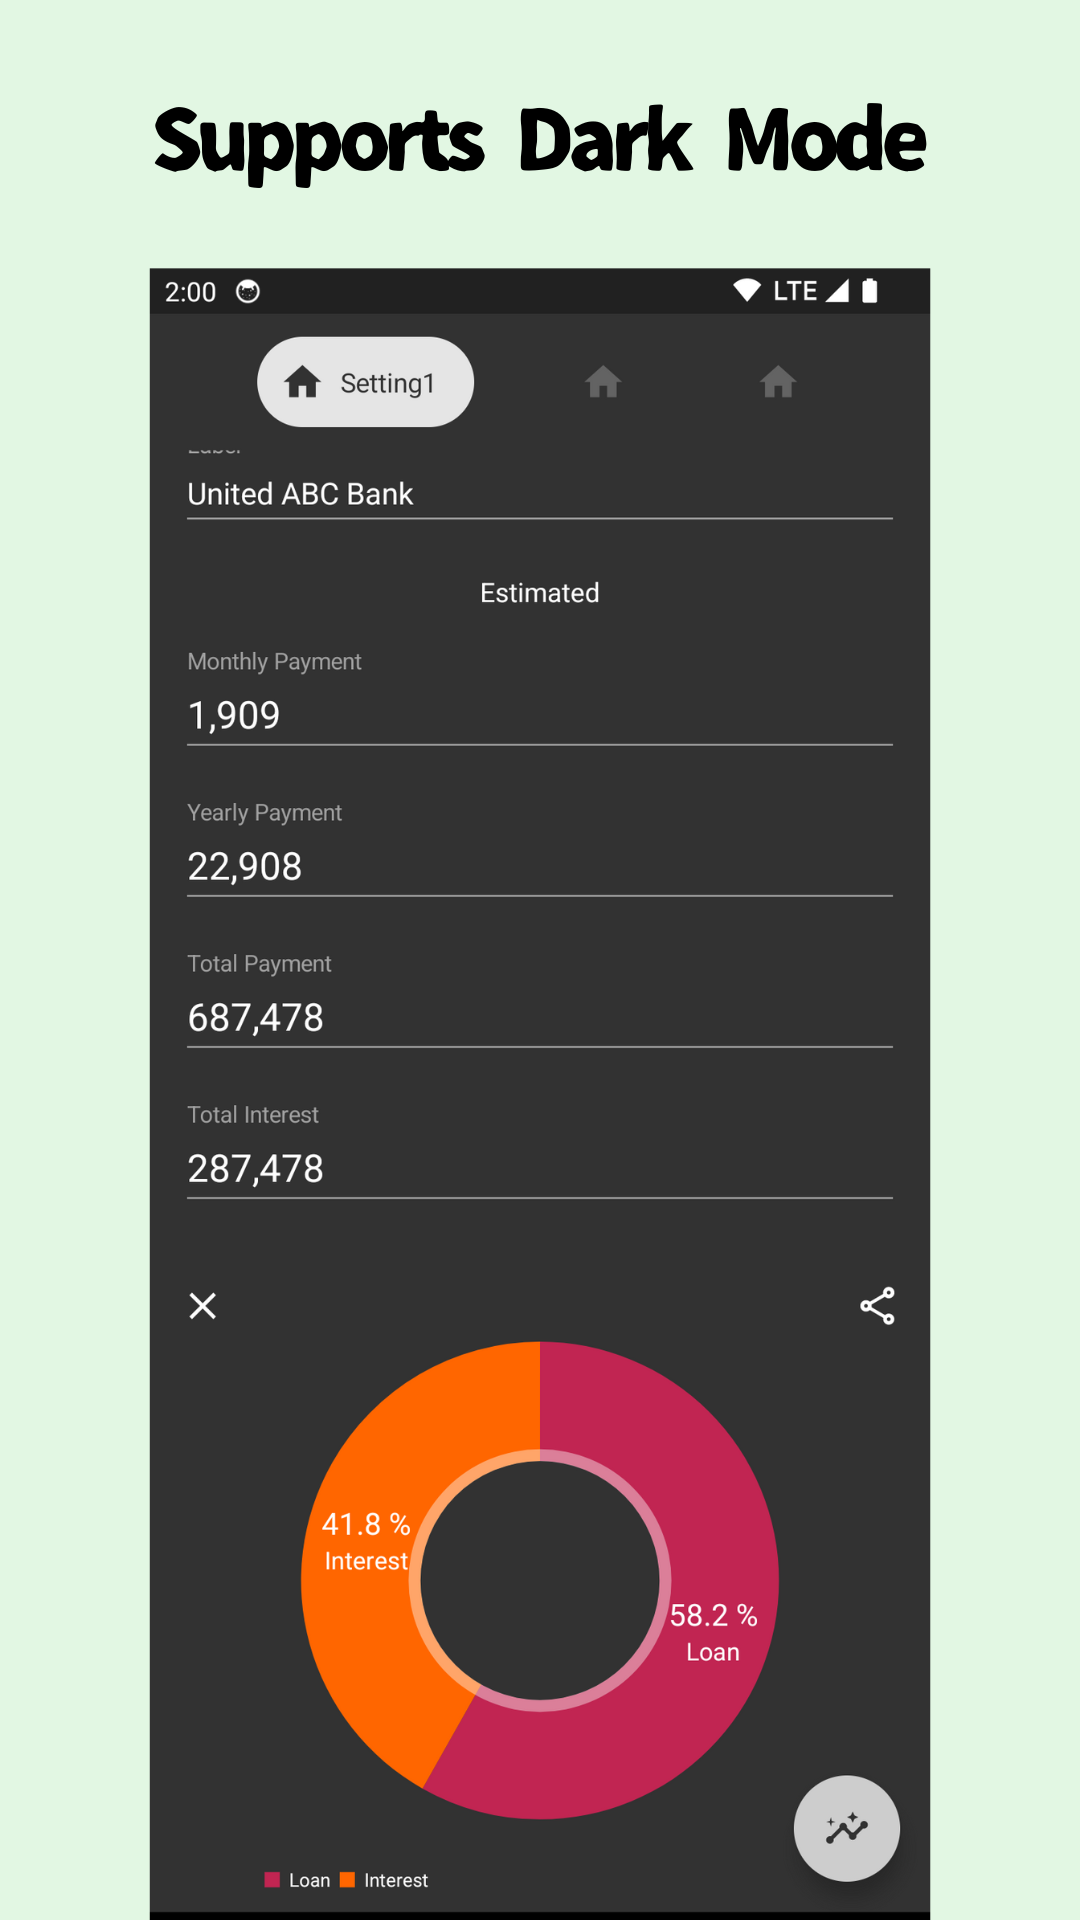 Supports Dark Mode
2:00 LTE
Setting1
United ABC Bank
Estimated
Monthly Payment
1,909
Yearly Payment
22,908
Total Payment
687,478
Total Interest
287,478
41.8 %
Interest
58.2 %
Loan
Loan Interest